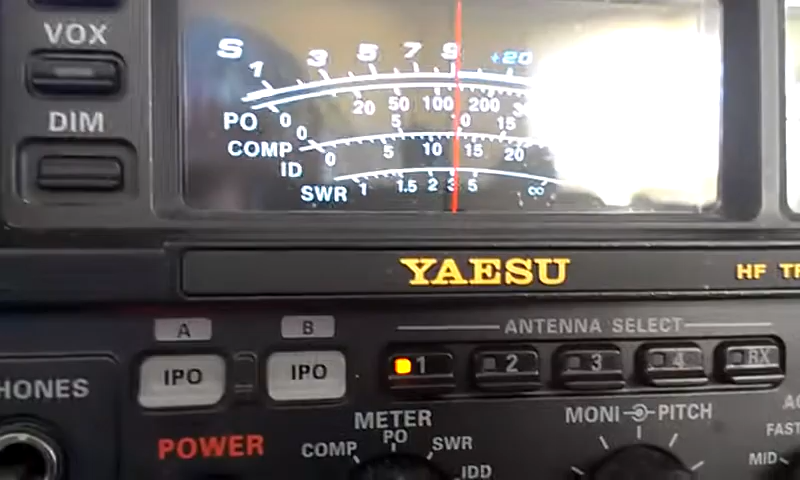 VOX
DIM
S 1 3 5 7 9 +20
PO 0 20 50 100 200
COMP 0 5 10 15
ID 0 5 10 15 20
SWR 1 1.5 2 3 5 ∞
YAESU
HF
A B
ANTENNA SELECT
IPO IPO 1 2 3 4 RX
HONES
METER
MONI PITCH
POWER
COMP PO SWR
FAST
IDD
MID